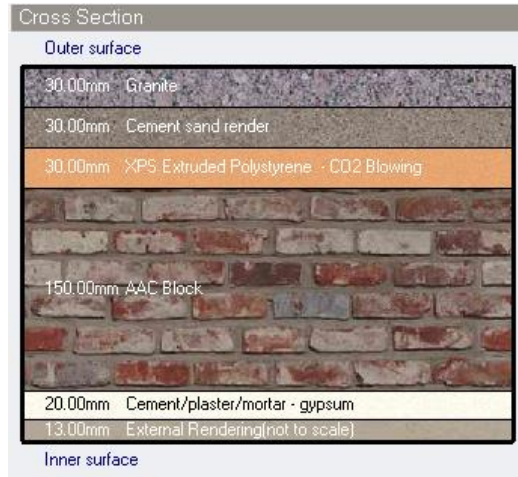 Cross Section
Outer surface
30.00mm Granite
30.00mm Cement sand render
30.00mm XPS Extruded Polystyrene - CO2 Blowing
150.00mm AAC Block
20.00mm Cement/plaster/mortar - gypsum
13.00mm External Rendering(not to scale)
Inner surface